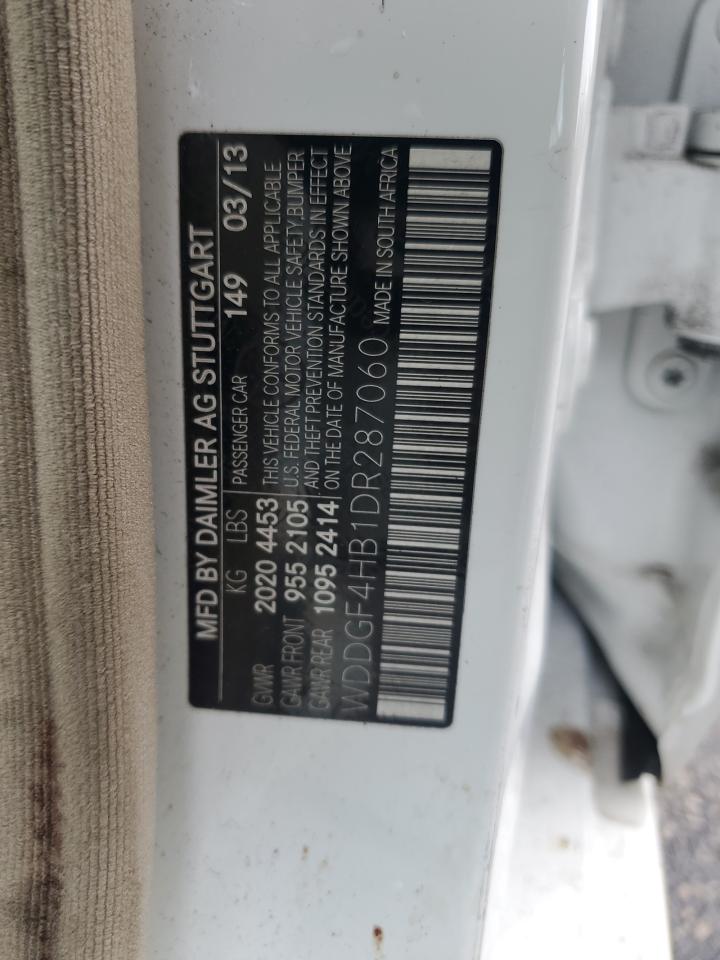 MFD BY DAIMLER AG STUTTGART
KG LBS PASSENGER CAR 149 03/13
GVWR 2020 4453 THIS VEHICLE CONFORMS TO ALL APPLICABLE
GAWR FRONT 955 2105 U.S. FEDERAL MOTOR VEHICLE SAFETY, BUMPER
GAWR REAR 1095 2414 AND THEFT PREVENTION STANDARDS IN EFFECT
ON THE DATE OF MANUFACTURE SHOWN ABOVE
WDDGF4HB1DR287060 MADE IN SOUTH AFRICA